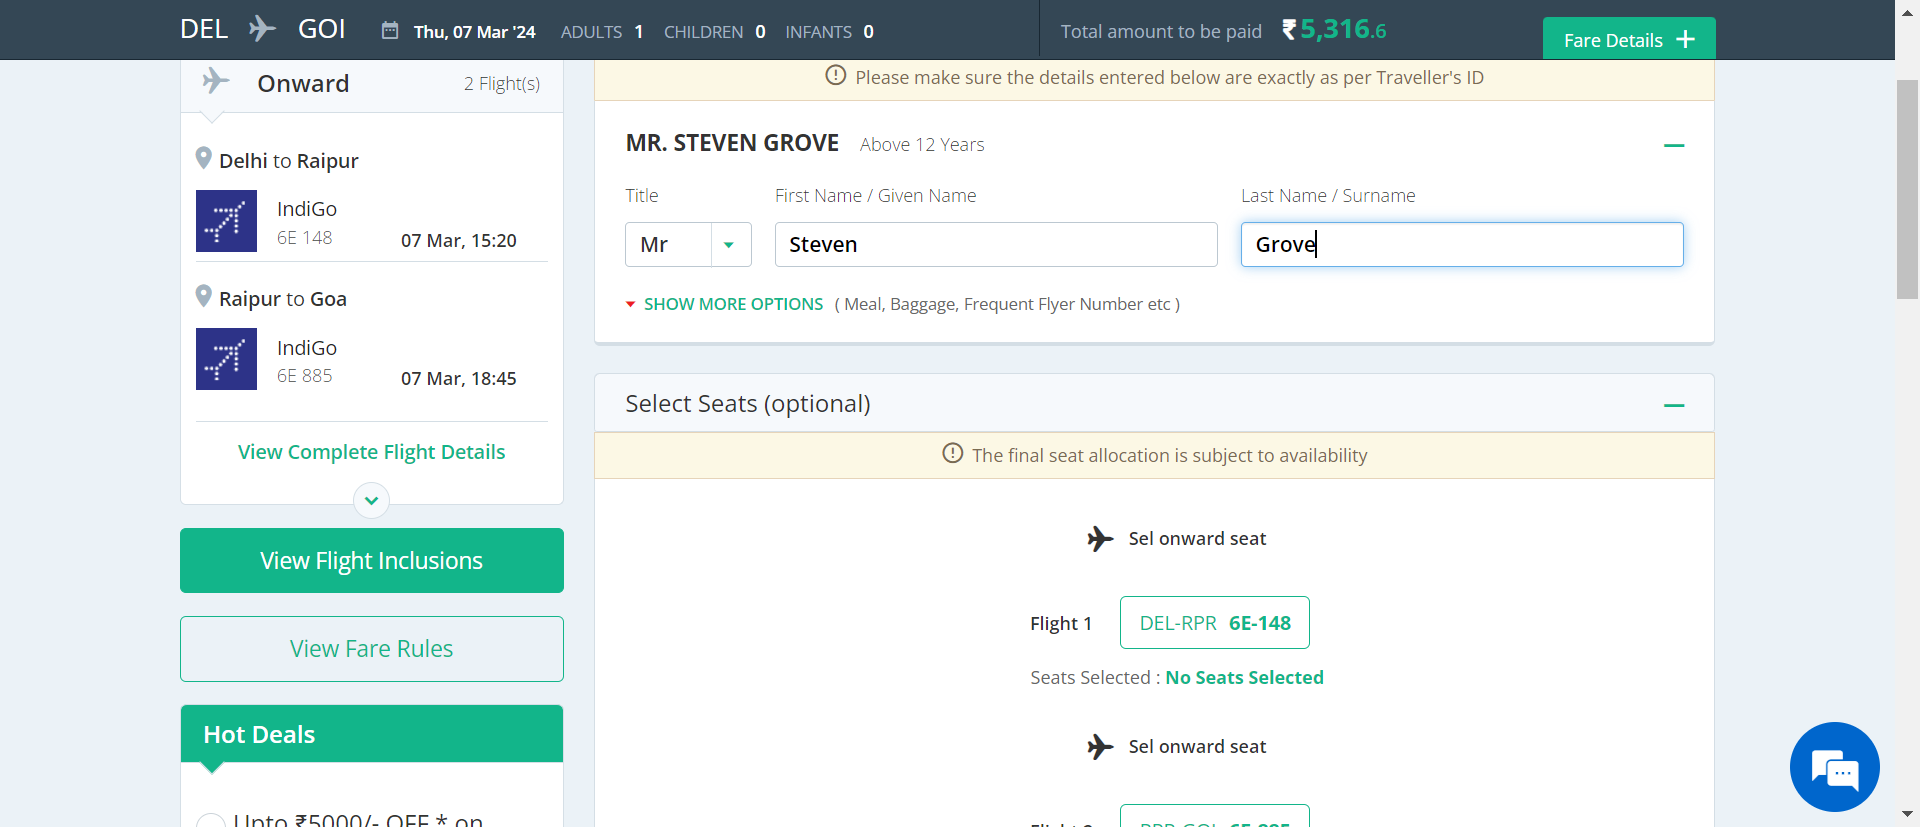 DEL GOI Thu, 07 Mar '24 ADULTS 1 CHILDREN 0 INFANTS 0 Total amount to be paid ₹5,316.6 Fare Details +
Onward 2 Flight(s)
Delhi to Raipur
IndiGo
6E 148 07 Mar, 15:20
Raipur to Goa
IndiGo
6E 885 07 Mar, 18:45
View Complete Flight Details
View Flight Inclusions
View Fare Rules
Hot Deals
Upto ₹5000/- OFF * on
Please make sure the details entered below are exactly as per Traveller's ID
MR. STEVEN GROVE Above 12 Years
Title First Name / Given Name Last Name / Surname
Mr Steven Grove
SHOW MORE OPTIONS ( Meal, Baggage, Frequent Flyer Number etc )
Select Seats (optional)
The final seat allocation is subject to availability
Sel onward seat
Flight 1 DEL-RPR 6E-148
Seats Selected : No Seats Selected
Sel onward seat